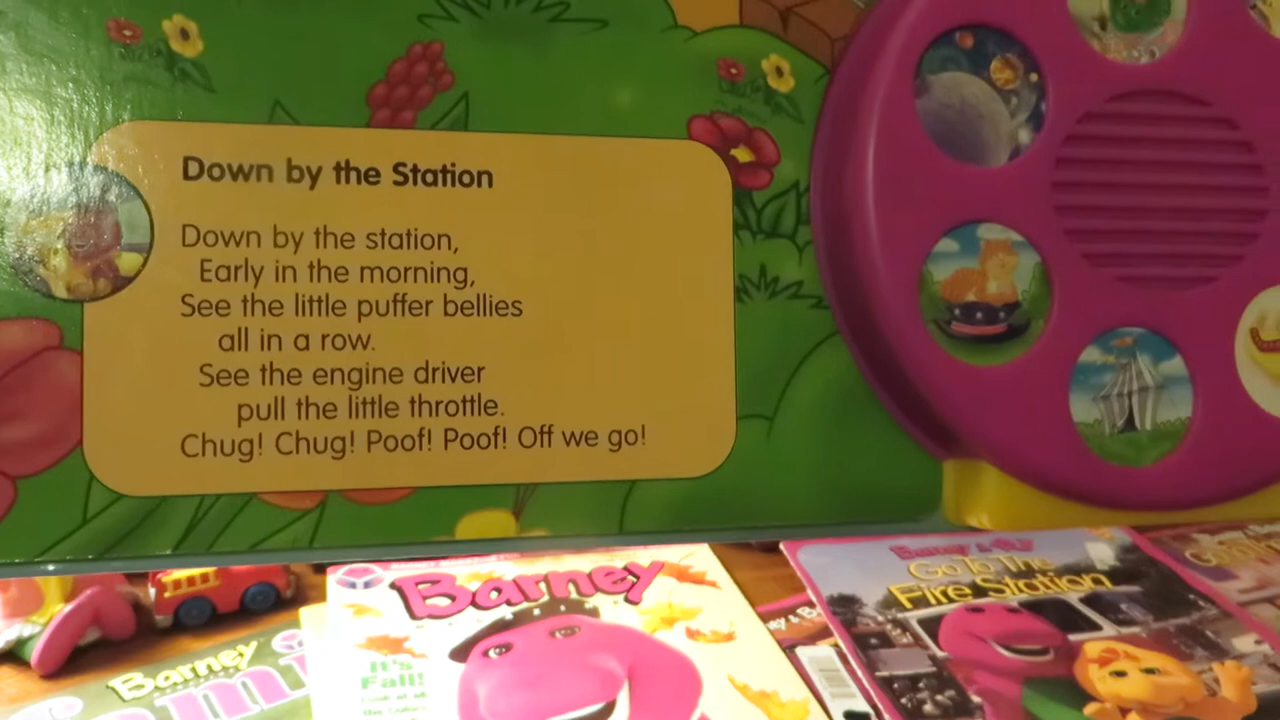 Down by the Station
Down by the station,
Early in the morning,
See the little puffer bellies
all in a row.
See the engine driver
pull the little throttle.
Chug! Chug! Poof! Poof! Off we go!
Barney
It's
Fall!
Barney
Go To The
Fire Station